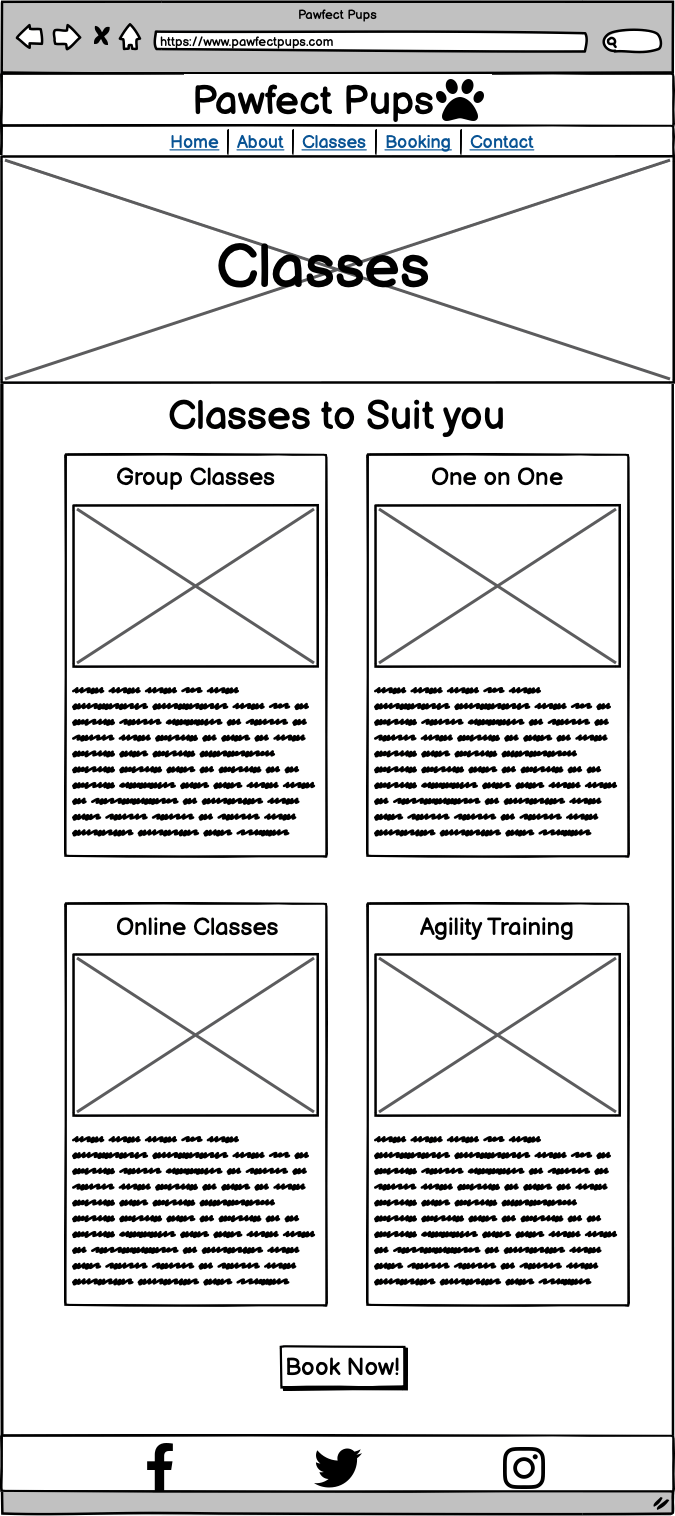 Pawfect Pups
https://www.pawfectpups.com
Pawfect Pups
Home About Classes Booking Contact
Classes
Classes to Suit you
Group Classes
One on One
Online Classes
Agility Training
Book Now!